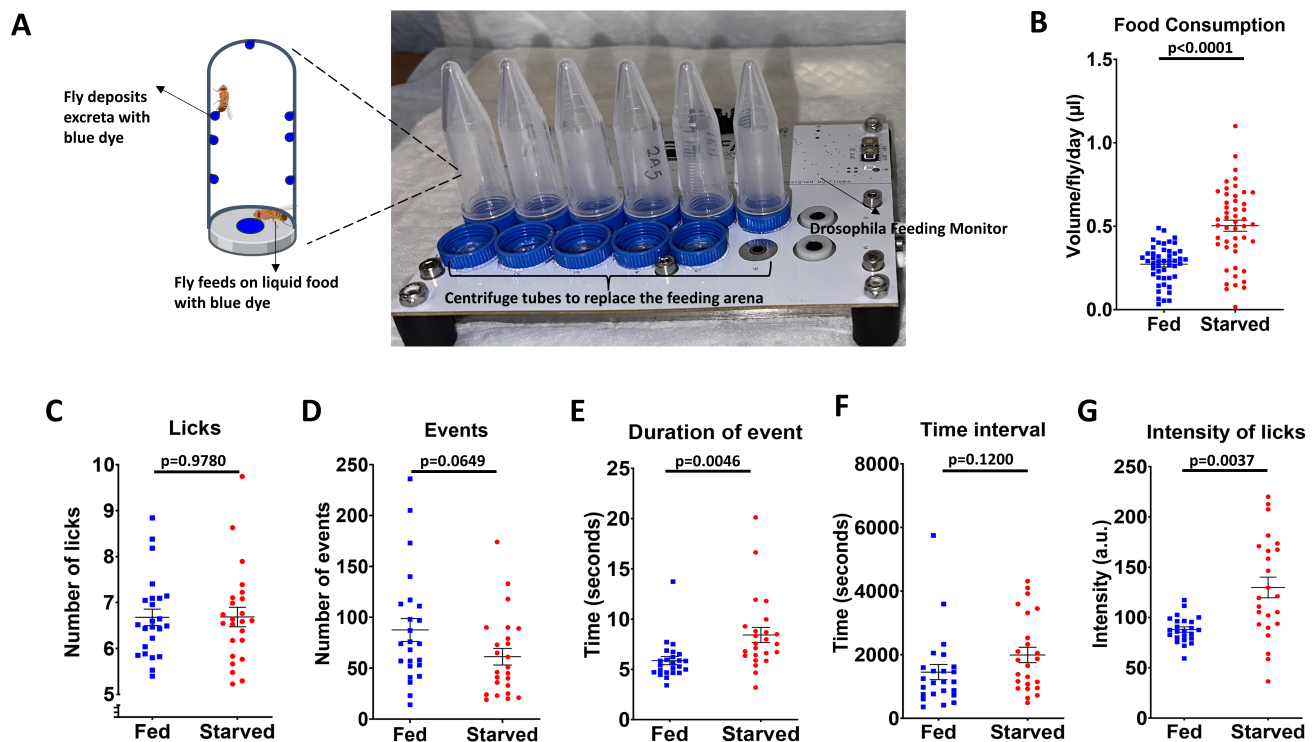 A
Fly deposits
excreta with
blue dye
Fly feeds on liquid food
with blue dye
2A5
Drosophila Feeding Monitor
Centrifuge tubes to replace the feeding arena
B
Food Consumption
p<0.0001
Volume/fly/day (µl)
1.5
1.0
0.5
0.0
Fed Starved
C
Licks
p=0.9780
Number of licks
10
9
8
7
6
5
Fed Starved
D
Events
p=0.0649
Number of events
250
200
150
100
50
0
Fed Starved
E
Duration of event
p=0.0046
Time (seconds)
25
20
15
10
5
0
Fed Starved
F
Time interval
p=0.1200
Time (seconds)
8000
6000
4000
2000
0
Fed Starved
G
Intensity of licks
p=0.0037
Intensity (a.u.)
250
200
150
100
50
0
Fed Starved